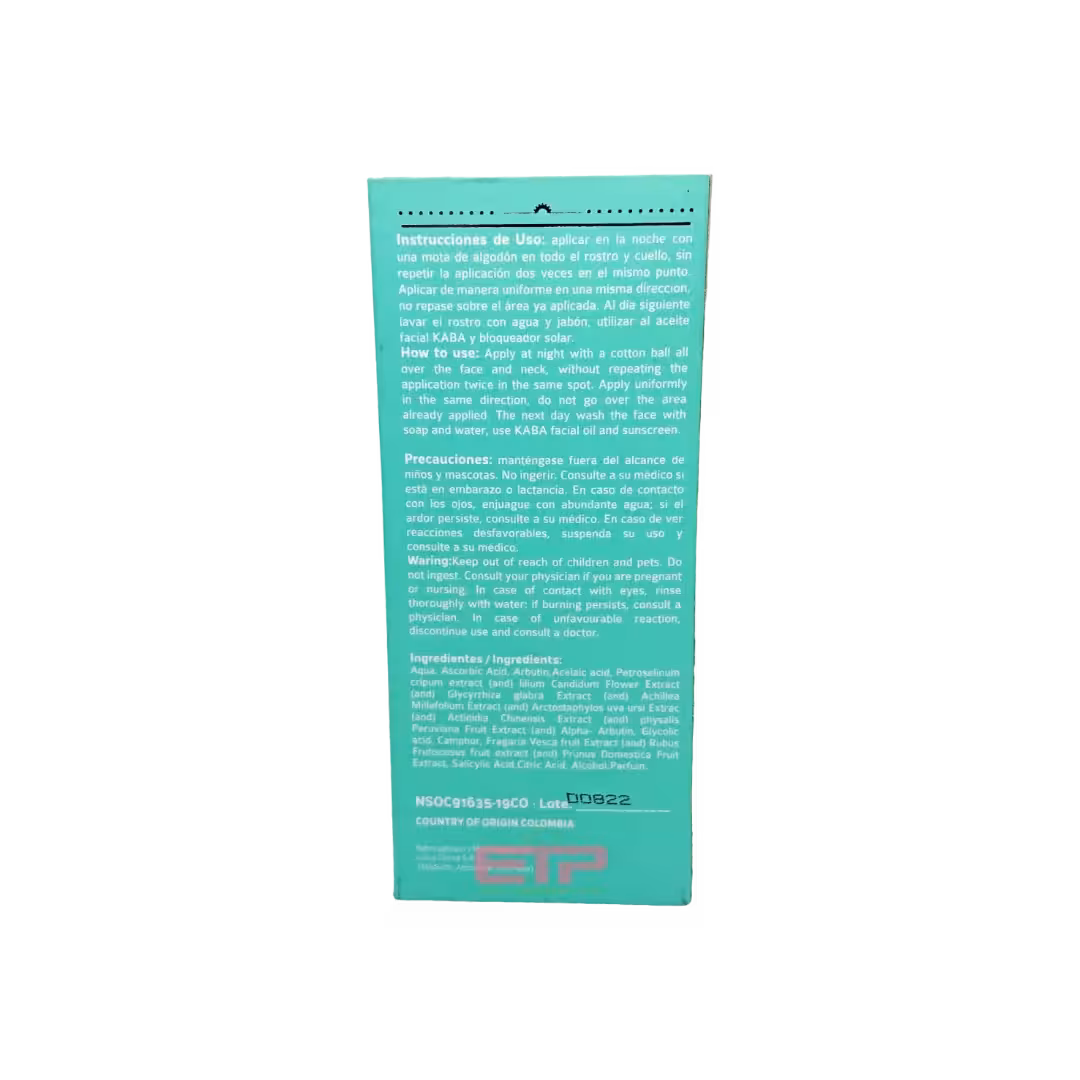 Instrucciones de Uso: aplicar en la noche con
una mota de algodón en todo el rostro y cuello, sin
repetir la aplicación dos veces en el mismo punto.
Aplicar de manera uniforme en una misma dirección,
no repase sobre el área ya aplicada. Al día siguiente
lavar el rostro con agua y jabón, utilizar al aceite
facial KABA y bloqueador solar.
How to use: Apply at night with a cotton ball all
over the face and neck, without repeating the
application twice in the same spot. Apply uniformly
in the same direction, do not go over the area
already applied. The next day wash the face with
soap and water, use KABA facial oil and sunscreen.
Precauciones: manténgase fuera del alcance de
niños y mascotas. No ingerir. Consulte a su médico si
está en embarazo o lactancia. En caso de contacto
con los ojos, enjuague con abundante agua; si el
ardor persiste, consulte a su médico. En caso de ver
reacciones desfavorables, suspenda su uso y
consulte a su médico.
Waring:Keep out of reach of children and pets. Do
not ingest. Consult your physician if you are pregnant
or nursing. In case of contact with eyes, rinse
thoroughly with water: if burning persists, consult a
physician. In case of unfavourable reaction,
discontinue use and consult a doctor.
Ingredientes / Ingredients:
Aqua, Ascorbic Acid, Arbutin,Acelaic acid, Petroselinum
cripum extract (and) lilium Candidum Flower Extract
(and) Glycyrrhiza glabra Extract (and) Achillea
Millefolium Extract (and) Arctostaphylos uva ursi Extrac
(and) Actinidia Chinensis Extract (and) physalis
Peruviana Fruit Extract (and) Alpha- Arbutin, Glycolic
acid, Camphur, Fragaria Vesca fruit Extract (and) Rubus
Fruticossus fruit extract (and) Prunus Domestica Fruit
Extract, Salicylic Acid,Citric Acid, Alcohol,Parfum.
NSOC91635-19CO - Lote: D0822
COUNTRY OF ORIGIN COLOMBIA
ETP